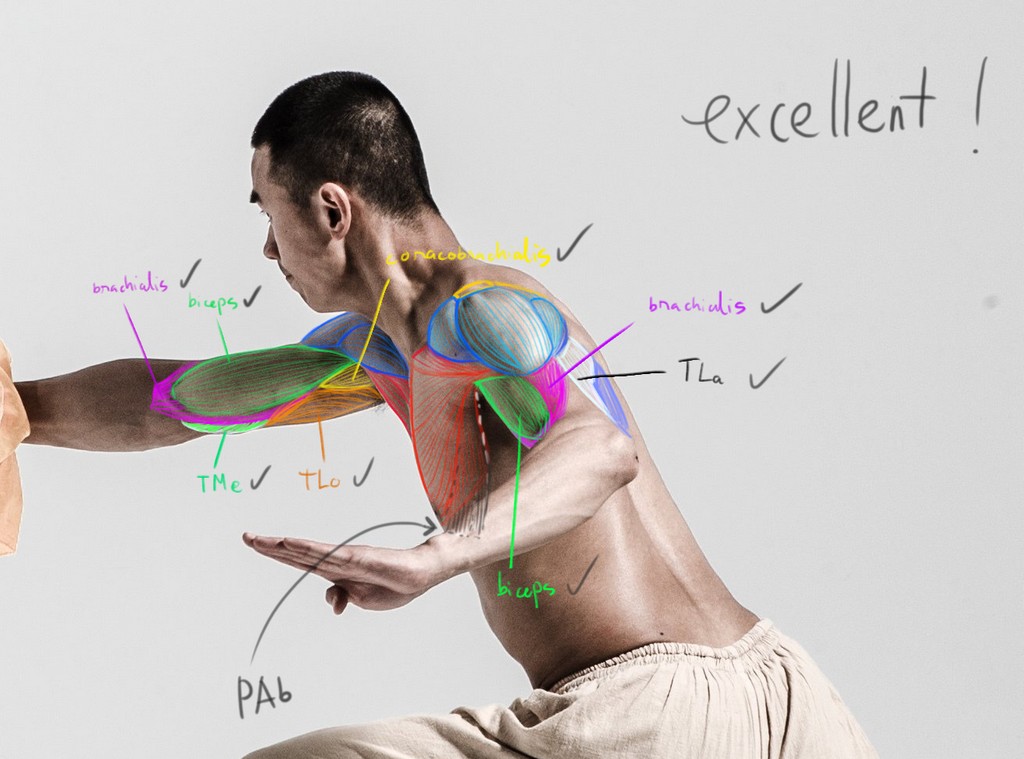 excellent !
coracobrachialis
brachialis
biceps
brachialis
TLa
TMe
TLo
biceps
PAb